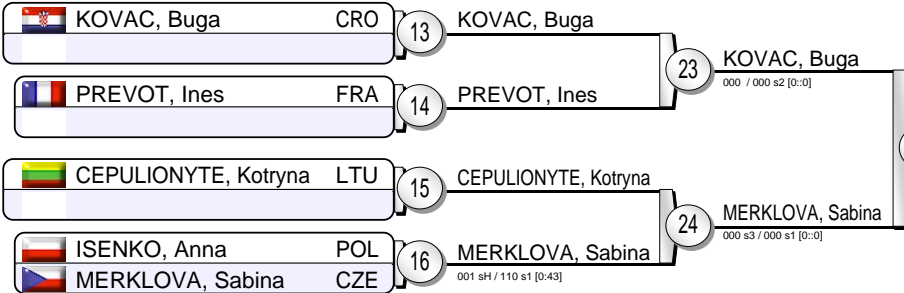 KOVAC, Buga CRO
PREVOT, Ines FRA
CEPULIONYTE, Kotryna LTU
ISENKO, Anna POL
MERKLOVA, Sabina CZE
13 KOVAC, Buga
14 PREVOT, Ines
15 CEPULIONYTE, Kotryna
16 MERKLOVA, Sabina
001 sH / 110 s1 [0:43]
23 KOVAC, Buga
000 / 000 s2 [0::0]
24 MERKLOVA, Sabina
000 s3 / 000 s1 [0::0]